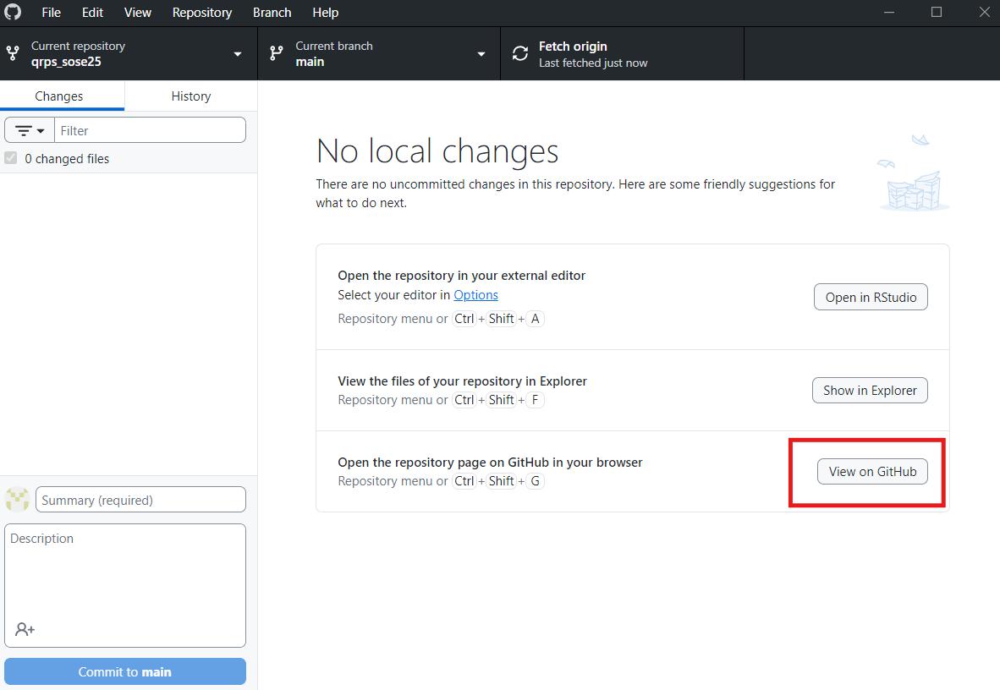 File Edit View Repository Branch Help
Current repository
qrps_sose25
Current branch
main
Fetch origin
Last fetched just now
Changes
History
Filter
0 changed files
No local changes
There are no uncommitted changes in this repository. Here are some friendly suggestions for
what to do next.
Open the repository in your external editor
Select your editor in Options
Repository menu or Ctrl + Shift + A
Open in RStudio
View the files of your repository in Explorer
Repository menu or Ctrl + Shift + F
Show in Explorer
Open the repository page on GitHub in your browser
Repository menu or Ctrl + Shift + G
View on GitHub
Summary (required)
Description
Commit to main